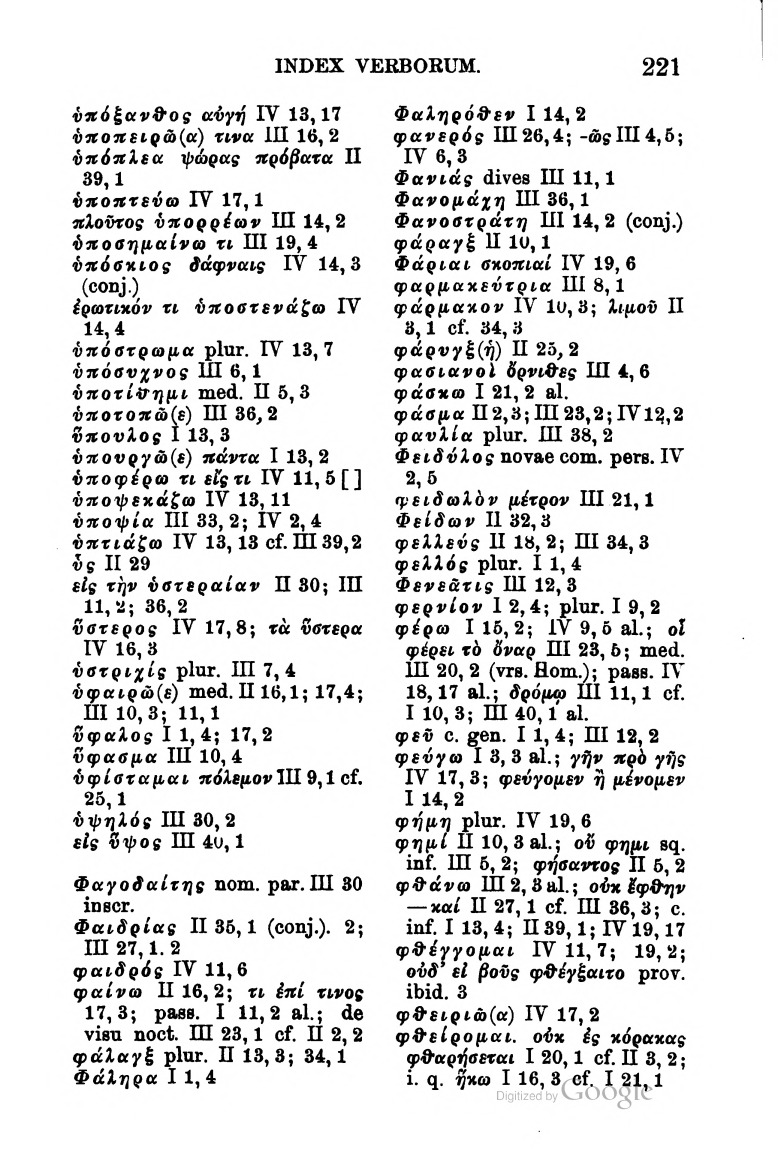 INDEX VERBORUM. 221
ὑπόξανθος αὐγή IV 13, 17
ὑποπειρῶ(α) τινα III 16, 2
ὑπόπλεα ψώρας πρόβατα II
39, 1
ὑποπτεύω IV 17, 1
πλοῦτος ὑπορρέων III 14, 2
ὑποσημαίνω τι III 19, 4
ὑπόσκιος δάφναις IV 14, 3
(conj.)
ἐρωτικόν τι ὑποστενάζω IV
14, 4
ὑπόστρωμα plur. IV 13, 7
ὑπόσυχνος III 6, 1
ὑποτίθημι med. II 5, 3
ὑποτοπῶ(ε) III 36, 2
ὕπουλος I 13, 3
ὑπουργῶ(ε) πάντα I 13, 2
ὑποφέρω τι εἴς τι IV 11, 5 [ ]
ὑποψεκάζω IV 13, 11
ὑποψία III 33, 2; IV 2, 4
ὑπτιάζω IV 13, 13 cf. III 39, 2
ὗς II 29
εἰς τὴν ὑστεραίαν II 30; III
11, 2; 36, 2
ὕστερος IV 17, 8; τὰ ὕστερα
IV 16, 3
ὑστριχίς plur. III 7, 4
ὑφαιρῶ(ε) med. II 16, 1; 17, 4;
III 10, 3; 11, 1
ὕφαλος I 1, 4; 17, 2
ὕφασμα III 10, 4
ὑφίσταμαι πόλεμον III 9, 1 cf.
25, 1
ὑψηλός III 30, 2
εἰς ὕψος III 40, 1
Φαγοδαίτης nom. par. III 30
inscr.
Φαιδρίας II 35, 1 (conj.). 2;
III 27, 1. 2
φαιδρός IV 11, 6
φαίνω II 16, 2; τι ἐπί τινος
17, 3; pass. I 11, 2 al.; de
visu noct. III 23, 1 cf. II 2, 2
φάλαγξ plur. II 13, 3; 34, 1
Φάληρα I 1, 4
Φαληρόθεν I 14, 2
φανερός III 26, 4; -ῶς III 4, 5;
IV 6, 3
Φανιάς dives III 11, 1
Φανομάχη III 36, 1
Φανοστράτη III 14, 2 (conj.)
φάραγξ II 10, 1
Φάριαι σκοπιαί IV 19, 6
φαρμακεύτρια III 8, 1
φάρμακον IV 10, 3; λιμοῦ II
3, 1 cf. 34, 3
φάρυγξ(ἡ) II 25, 2
φασιανοὶ ὄρνιθες III 4, 6
φάσκω I 21, 2 al.
φάσμα II 2, 3; III 23, 2; IV 12, 2
φαυλία plur. III 38, 2
Φειδύλος novae com. pers. IV
2, 5
φειδωλὸν μέτρον III 21, 1
Φείδων II 32, 3
φελλεύς II 18, 2; III 34, 3
φελλός plur. I 1, 4
Φενεᾶτις III 12, 3
φερνίον I 2, 4; plur. I 9, 2
φέρω I 15, 2; IV 9, 5 al.; οἷ
φέρει τὸ ὄναρ III 23, 5; med.
III 20, 2 (vrs. Hom.); pass. IV
18, 17 al.; δρόμῳ III 11, 1 cf.
I 10, 3; III 40, 1 al.
φεῦ c. gen. I 1, 4; III 12, 2
φεύγω I 3, 3 al.; γῆν πρὸ γῆς
IV 17, 3; φεύγομεν ἢ μένομεν
I 14, 2
φήμη plur. IV 19, 6
φημί II 10, 3 al.; οὔ φημι sq.
inf. III 5, 2; φήσαντος II 5, 2
φθάνω III 2, 3 al.; οὐκ ἔφθην
—καί II 27, 1 cf. III 36, 3; c.
inf. I 13, 4; II 39, 1; IV 19, 17
φθέγγομαι IV 11, 7; 19, 2;
οὐδ' εἰ βοῦς φθέγξαιτο prov.
ibid. 3
φθειριῶ(α) IV 17, 2
φθείρομαι. οὐκ ἐς κόρακας
φθαρήσεται I 20, 1 cf. II 3, 2;
i. q. ἥκω I 16, 3 cf. I 21, 1
Digitized by Google